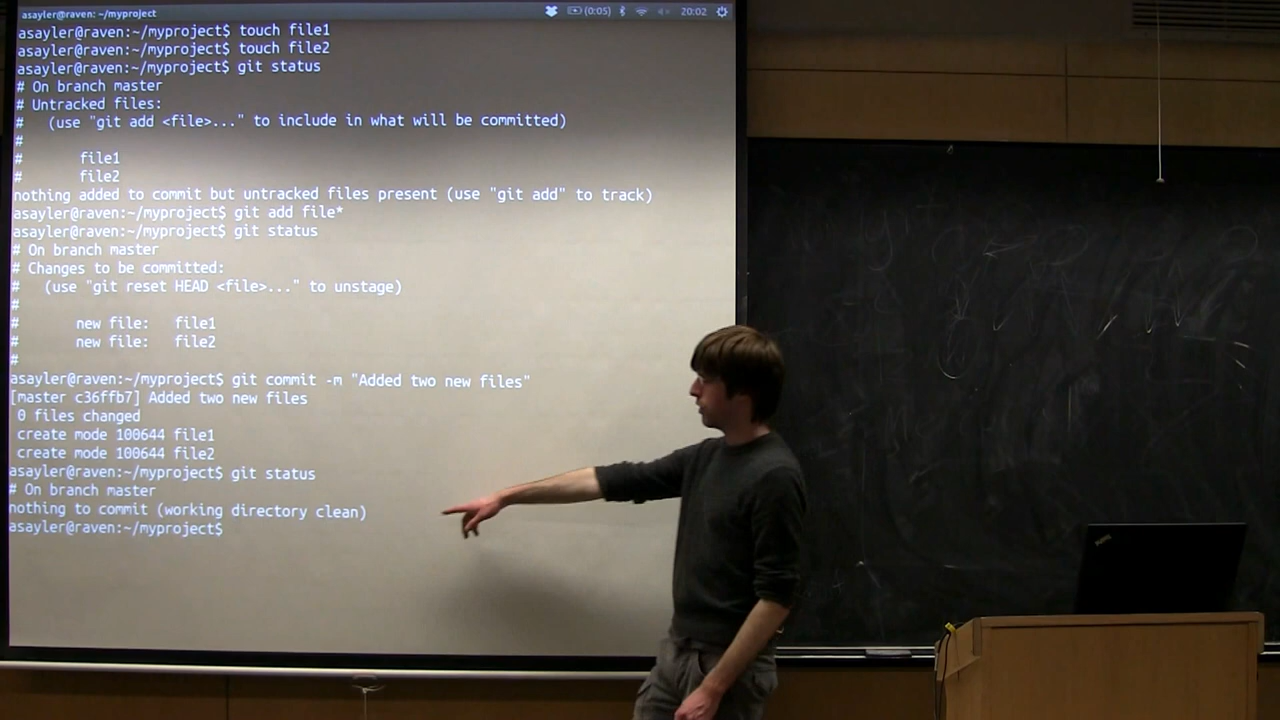 asayler@raven: ~/myproject (0:05) 20:02
asayler@raven:~/myproject$ touch file1
asayler@raven:~/myproject$ touch file2
asayler@raven:~/myproject$ git status
# On branch master
# Untracked files:
#   (use "git add <file>..." to include in what will be committed)
#
#       file1
#       file2
nothing added to commit but untracked files present (use "git add" to track)
asayler@raven:~/myproject$ git add file*
asayler@raven:~/myproject$ git status
# On branch master
# Changes to be committed:
#   (use "git reset HEAD <file>..." to unstage)
#
#       new file:   file1
#       new file:   file2
#
asayler@raven:~/myproject$ git commit -m "Added two new files"
[master c36ffb7] Added two new files
 0 files changed
 create mode 100644 file1
 create mode 100644 file2
asayler@raven:~/myproject$ git status
# On branch master
nothing to commit (working directory clean)
asayler@raven:~/myproject$